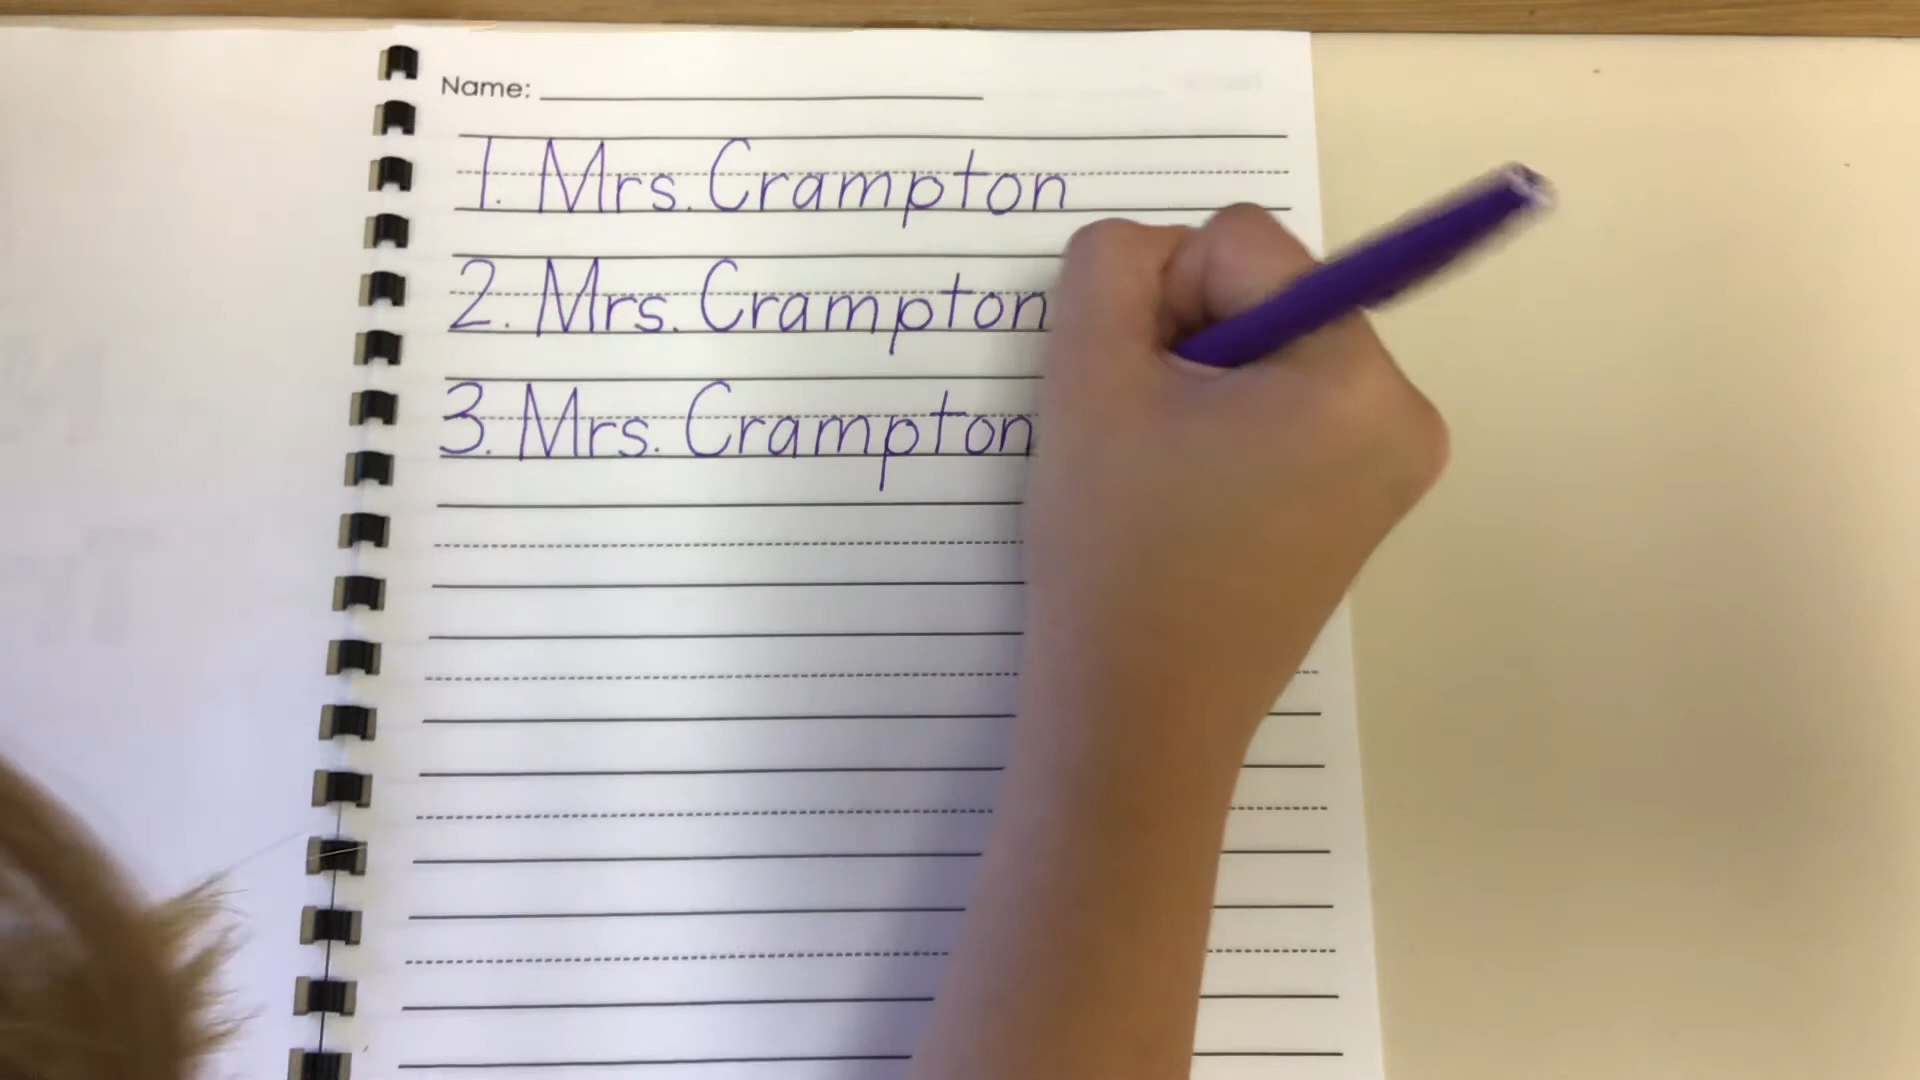 Name:
1. Mrs. Crampton
2. Mrs. Crampton
3. Mrs. Crampton